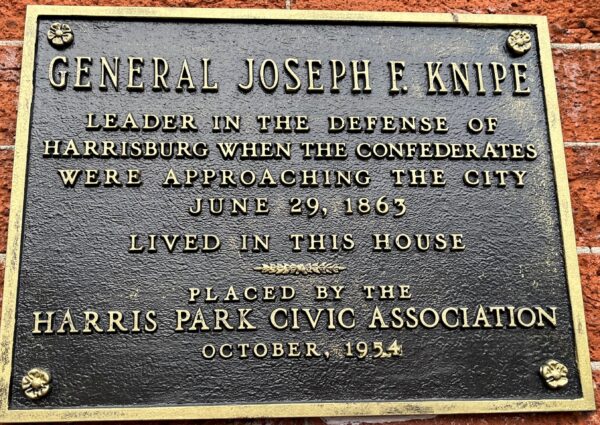 GENERAL JOSEPH F. KNIPE
LEADER IN THE DEFENSE OF
HARRISBURG WHEN THE CONFEDERATES
WERE APPROACHING THE CITY
JUNE 29, 1863
LIVED IN THIS HOUSE
PLACED BY THE
HARRIS PARK CIVIC ASSOCIATION
OCTOBER, 1954